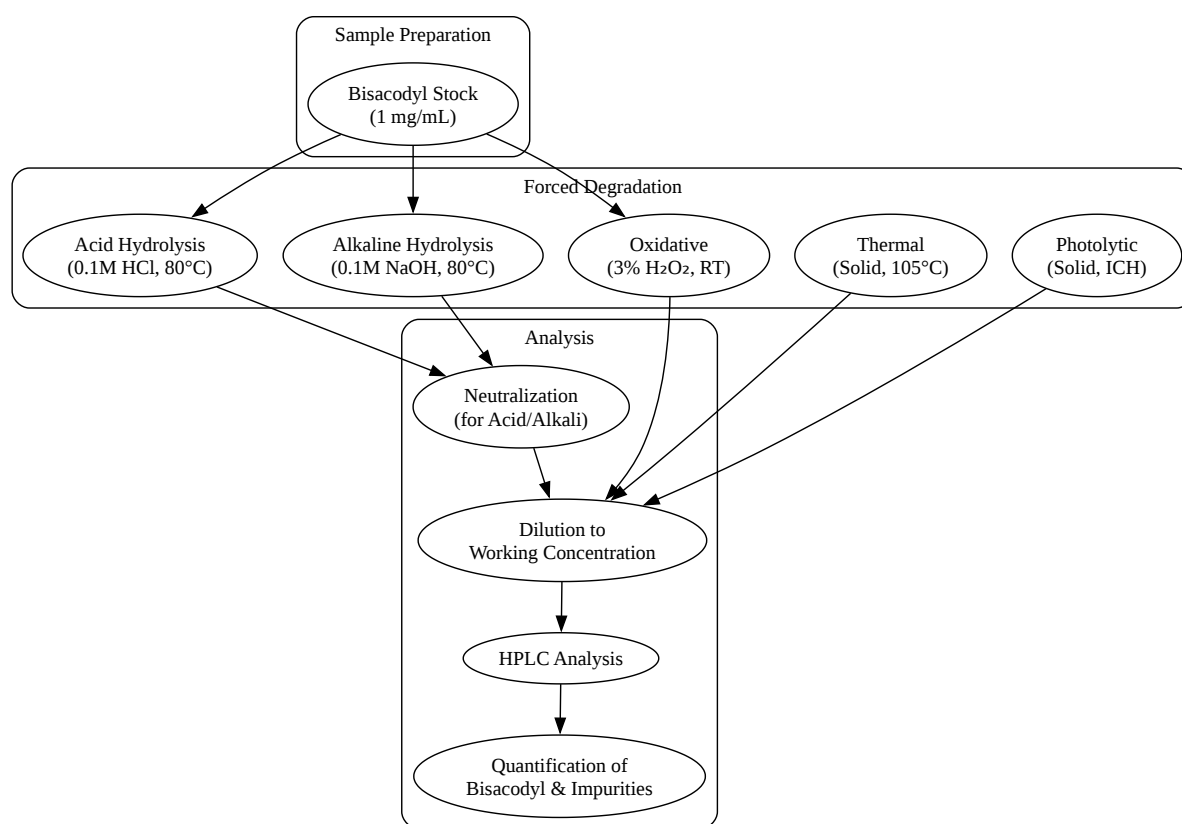 Sample Preparation
Bisacodyl Stock
(1 mg/mL)
Forced Degradation
Acid Hydrolysis
(0.1M HCl, 80°C)
Alkaline Hydrolysis
(0.1M NaOH, 80°C)
Oxidative
(3% H₂O₂, RT)
Thermal
(Solid, 105°C)
Photolytic
(Solid, ICH)
Analysis
Neutralization
(for Acid/Alkali)
Dilution to
Working Concentration
HPLC Analysis
Quantification of
Bisacodyl & Impurities